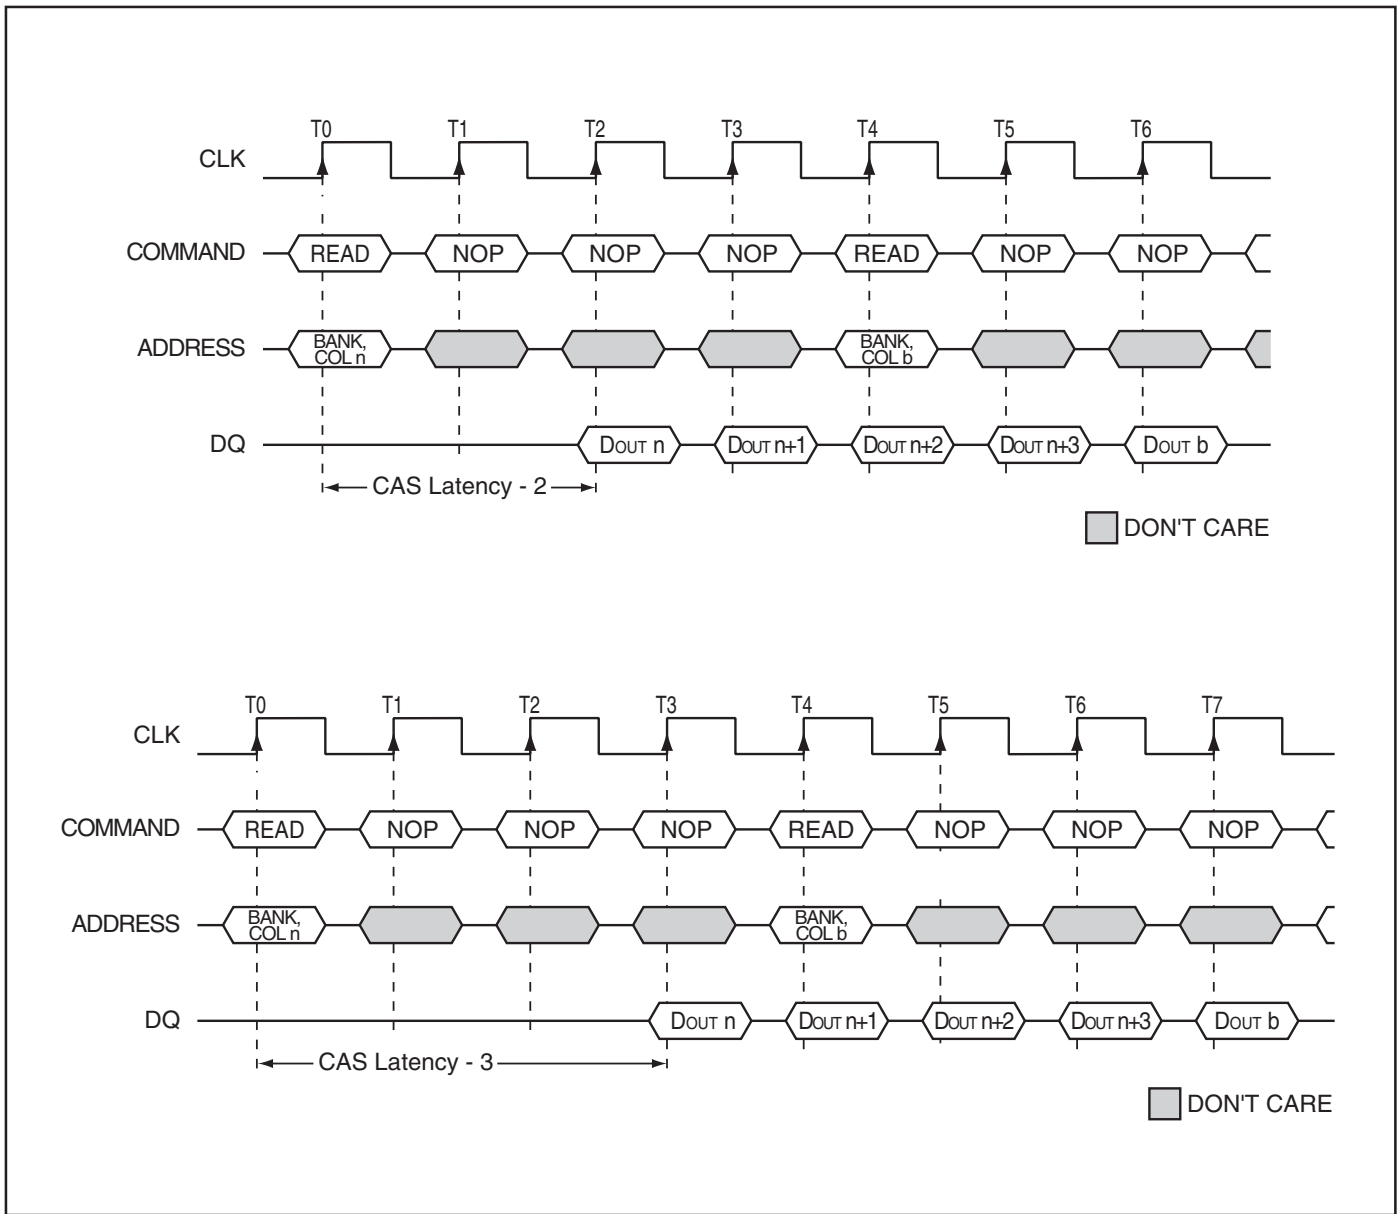 T0 T1 T2 T3 T4 T5 T6
CLK
COMMAND READ NOP NOP NOP READ NOP NOP
ADDRESS BANK, COL n BANK, COL b
DQ DOUT n DOUT n+1 DOUT n+2 DOUT n+3 DOUT b
CAS Latency - 2
DON'T CARE
T0 T1 T2 T3 T4 T5 T6 T7
CLK
COMMAND READ NOP NOP NOP READ NOP NOP NOP
ADDRESS BANK, COL n BANK, COL b
DQ DOUT n DOUT n+1 DOUT n+2 DOUT n+3 DOUT b
CAS Latency - 3
DON'T CARE